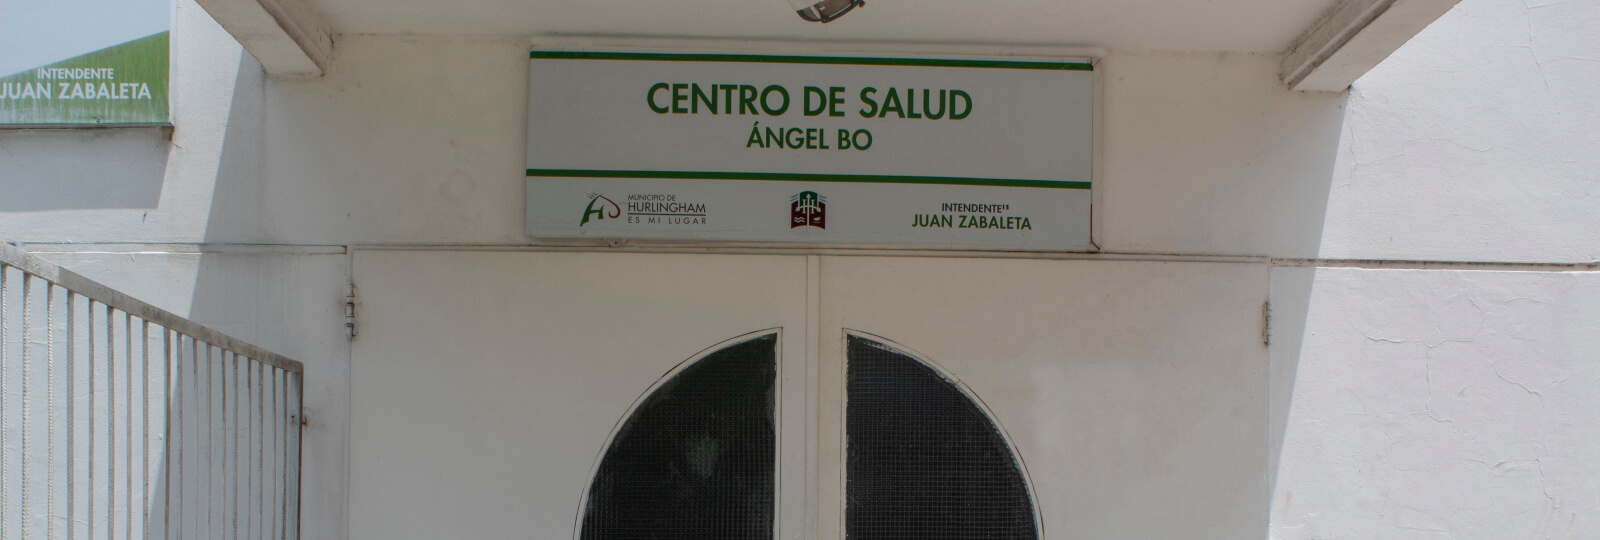 INTENDENTE
JUAN ZABALETA
CENTRO DE SALUD
ÁNGEL BO
MUNICIPIO DE
HURLINGHAM
ES MI LUGAR
INTENDENTE
JUAN ZABALETA